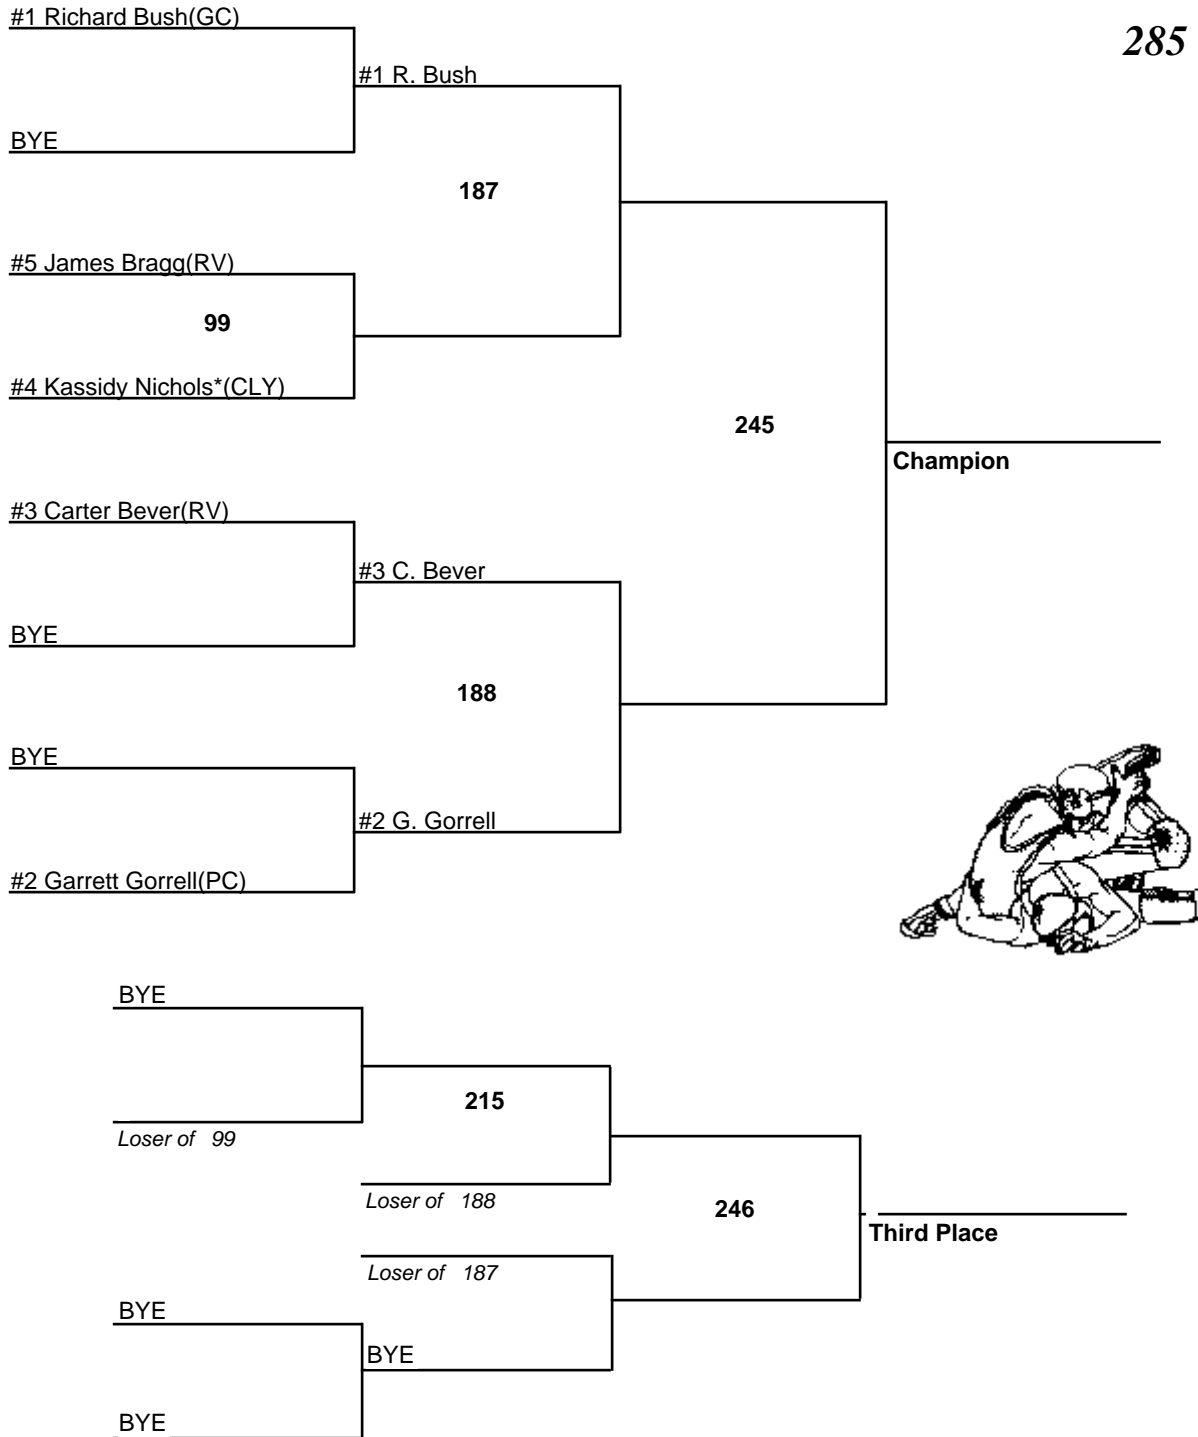 #1 Richard Bush(GC)
285
#1 R. Bush
BYE
187
#5 James Bragg(RV)
99
#4 Kassidy Nichols*(CLY)
245
Champion
#3 Carter Bever(RV)
#3 C. Bever
BYE
188
BYE
#2 G. Gorrell
#2 Garrett Gorrell(PC)
BYE
215
Loser of 99
Loser of 188
246
Third Place
Loser of 187
BYE
BYE
BYE